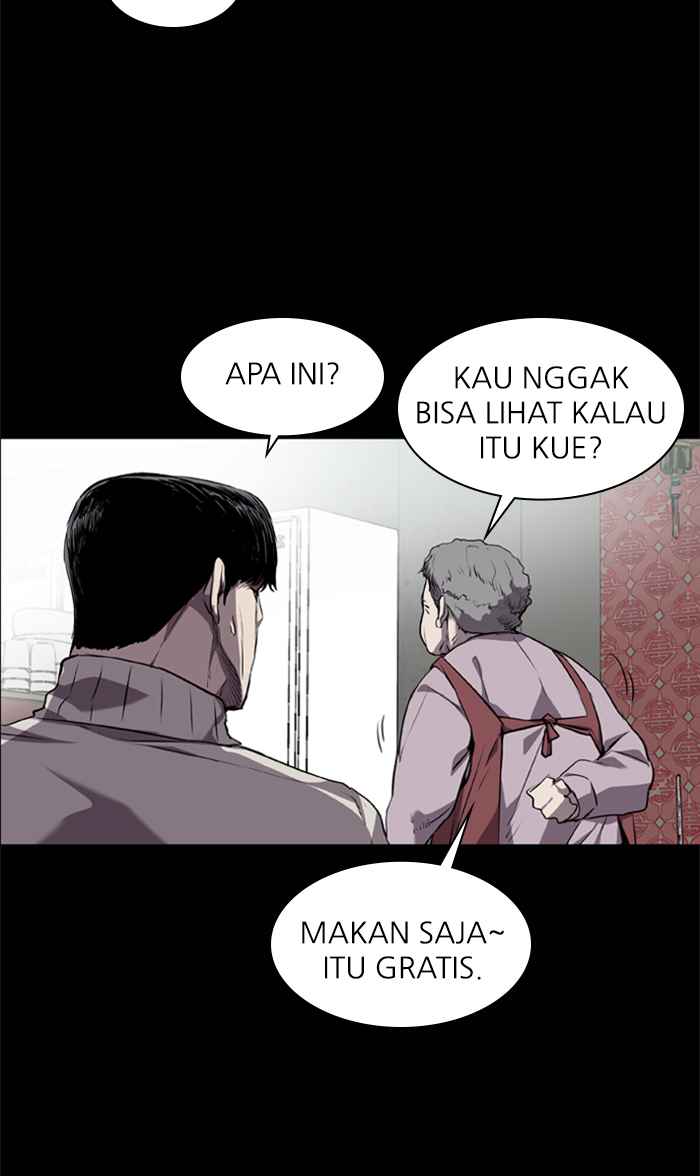 APA INI?
KAU NGGAK
BISA LIHAT KALAU
ITU KUE?
MAKAN SAJA~
ITU GRATIS.